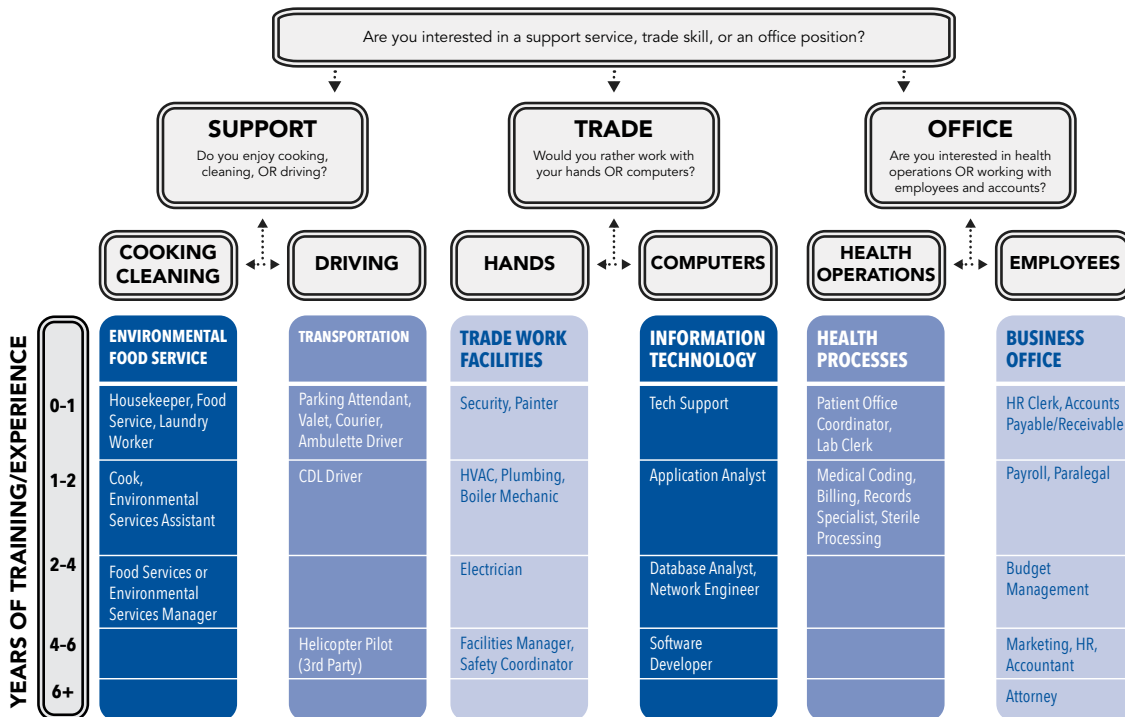 Are you interested in a support service, trade skill, or an office position?
SUPPORT
Do you enjoy cooking,
cleaning, OR driving?
TRADE
Would you rather work with
your hands OR computers?
OFFICE
Are you interested in health
operations OR working with
employees and accounts?
COOKING
CLEANING
DRIVING
HANDS
COMPUTERS
HEALTH
OPERATIONS
EMPLOYEES
YEARS OF TRAINING/EXPERIENCE
ENVIRONMENTAL
FOOD SERVICE
TRANSPORTATION
TRADE WORK
FACILITIES
INFORMATION
TECHNOLOGY
HEALTH
PROCESSES
BUSINESS
OFFICE
0–1
Housekeeper, Food
Service, Laundry
Worker
Parking Attendant,
Valet, Courier,
Ambulette Driver
Security, Painter
Tech Support
Patient Office
Coordinator,
Lab Clerk
HR Clerk, Accounts
Payable/Receivable
1–2
Cook,
Environmental
Services Assistant
CDL Driver
HVAC, Plumbing,
Boiler Mechanic
Application Analyst
Medical Coding,
Billing, Records
Specialist, Sterile
Processing
Payroll, Paralegal
2–4
Food Services or
Environmental
Services Manager
Electrician
Database Analyst,
Network Engineer
Budget
Management
4–6
Helicopter Pilot
(3rd Party)
Facilities Manager,
Safety Coordinator
Software
Developer
Marketing, HR,
Accountant
6+
Attorney